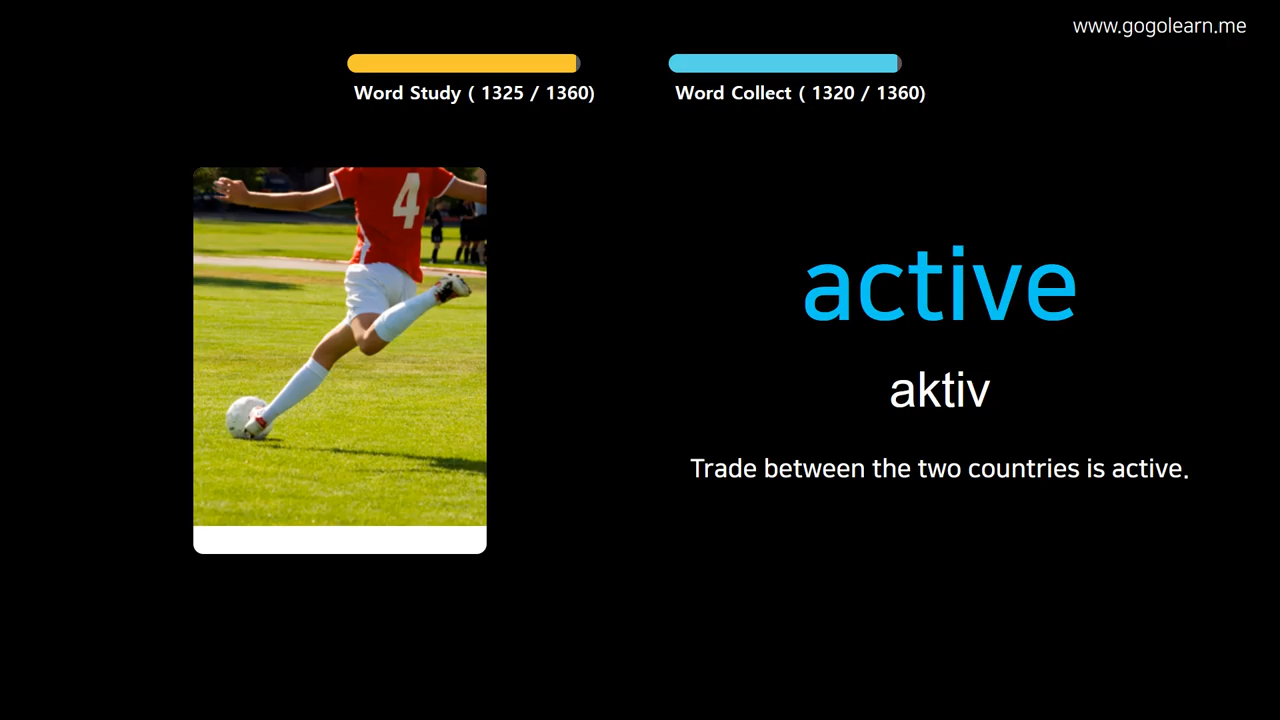 www.gogolearn.me
Word Study ( 1325 / 1360)
Word Collect ( 1320 / 1360)
4
active
aktiv
Trade between the two countries is active.